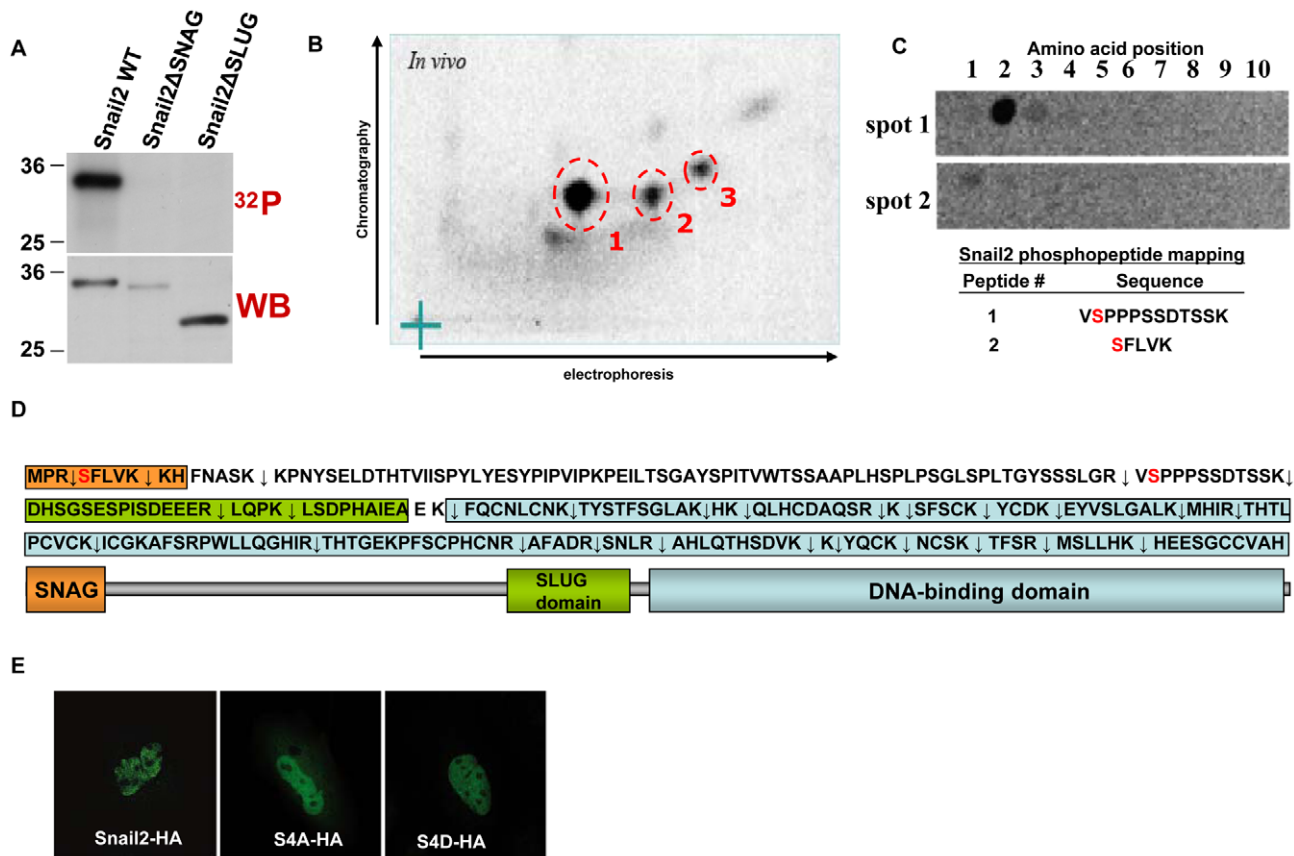 A
Snail2 WT
Snail2ΔSNAG
Snail2ΔSLUG
36
25
32P
36
25
WB
B
In vivo
Chromatography
electrophoresis
1
2
3
C
Amino acid position
1 2 3 4 5 6 7 8 9 10
spot 1
spot 2
Snail2 phosphopeptide mapping
Peptide # Sequence
1 VSPPPSSDTSSK
2 SFLVK
D
MPR↓SFLVK↓KHFNASK↓KPNYSELDTHTVIISPYLYESYPIPVIPKPEILTSGAYSPITVWTSSAAPLHSPLPSGLSPLTGYSSSLGR↓VSPPPSSDTSSK↓
DHSGSESPISDEEER↓LQPK↓LSDPHAIEA E K↓FQCNLCNK↓TYSTFSGLAK↓HK↓QLHCDAQSR↓K↓SFSCK↓YCDK↓EYVSLGALK↓MHIR↓THTL
PCVCK↓ICGKAFSRPWLLQGHIR↓THTGEKPFSCPHCNR↓AFADR↓SNLR↓AHLQTHSDVK↓K↓YQCK↓NCSK↓TFSR↓MSLLHK↓HEESGCCVAH
SNAG
SLUG
domain
DNA-binding domain
E
Snail2-HA
S4A-HA
S4D-HA